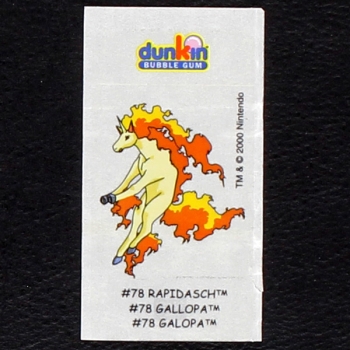 dunkin
BUBBLE GUM
TM & © 2000 Nintendo
#78 RAPIDASCH™
#78 GALLOPA™
#78 GALOPA™